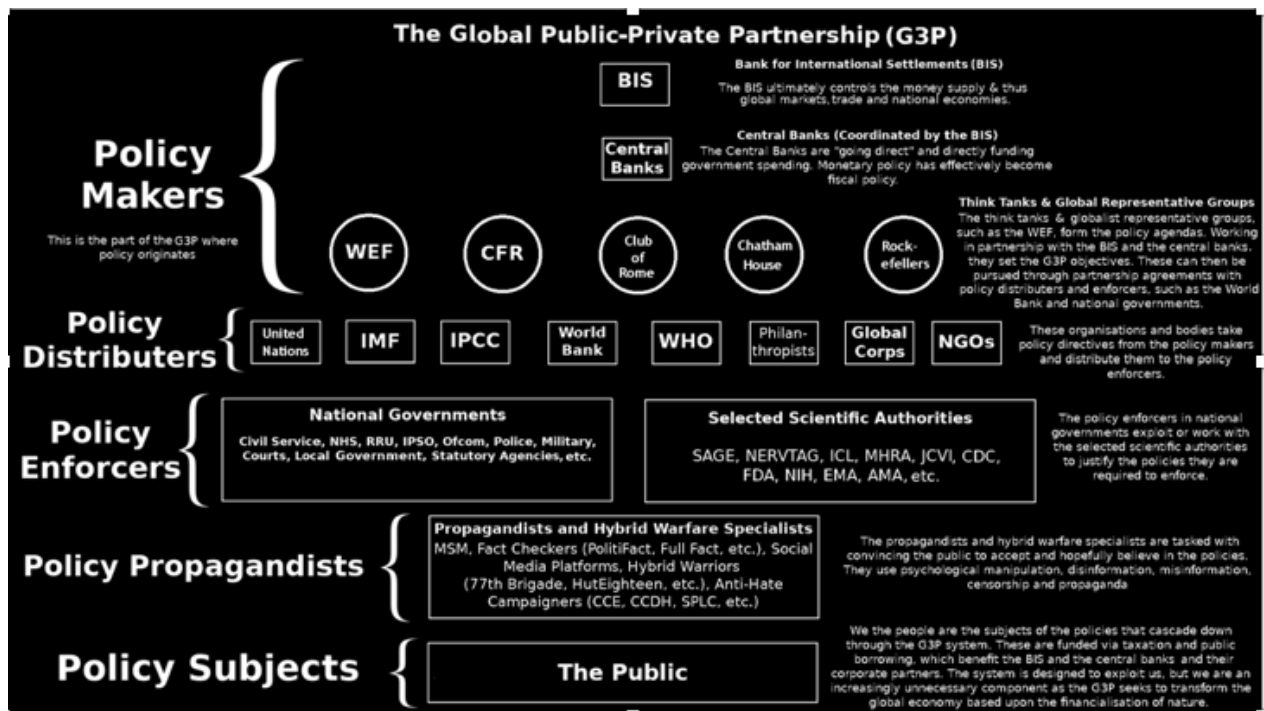 The Global Public-Private Partnership (G3P)
Policy
Makers
This is the part of the G3P where
policy originates
BIS
Bank for International Settlements (BIS)
The BIS ultimately controls the money supply & thus
global markets, trade and national economies.
Central
Banks
Central Banks (Coordinated by the BIS)
The Central Banks are "going direct" and directly funding
government spending. Monetary policy has effectively become
fiscal policy.
WEF
CFR
Club
of
Rome
Chatham
House
Rock-
efellers
Think Tanks & Global Representative Groups
The think tanks & globalist representative groups,
such as the WEF, form the policy agendas. Working
in partnership with the BIS and the central banks,
they set the G3P objectives. These can then be
pursued through partnership agreements with
policy distributers and enforcers, such as the World
Bank and national governments.
Policy
Distributers
United
Nations
IMF
IPCC
World
Bank
WHO
Philan-
thropists
Global
Corps
NGOs
These organisations and bodies take
policy directives from the policy makers
and distribute them to the policy
enforcers.
Policy
Enforcers
National Governments
Civil Service, NHS, RRU, IPSO, Ofcom, Police, Military,
Courts, Local Government, Statutory Agencies, etc.
Selected Scientific Authorities
SAGE, NERVTAG, ICL, MHRA, JCVI, CDC,
FDA, NIH, EMA, AMA, etc.
The policy enforcers in national
governments exploit or work with
the selected scientific authorities
to justify the policies they are
required to enforce.
Policy Propagandists
Propagandists and Hybrid Warfare Specialists
MSM, Fact Checkers (PolitiFact, Full Fact, etc.), Social
Media Platforms, Hybrid Warriors
(77th Brigade, HutEighteen, etc.), Anti-Hate
Campaigners (CCE, CCDH, SPLC, etc.)
The propagandists and hybrid warfare specialists are tasked with
convincing the public to accept and hopefully believe in the policies.
They use psychological manipulation, disinformation, misinformation,
censorship and propaganda
Policy Subjects
The Public
We the people are the subjects of the policies that cascade down
through the G3P system. These are funded via taxation and public
borrowing, which benefit the BIS and the central banks and their
corporate partners. The system is designed to exploit us, but we are an
increasingly unnecessary component as the G3P seeks to transform the
global economy based upon the financialisation of nature.